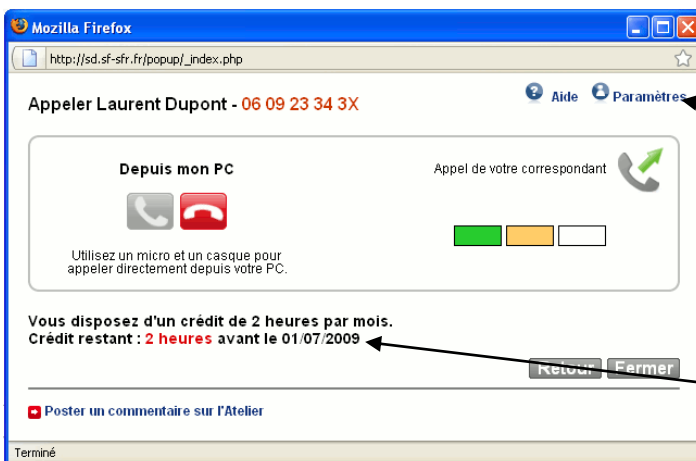 Mozilla Firefox
http://sd.sf-sfr.fr/popup/_index.php
Aide Paramètres
Appeler Laurent Dupont - 06 09 23 34 3X
Depuis mon PC
Appel de votre correspondant
Utilisez un micro et un casque pour
appeler directement depuis votre PC.
Vous disposez d'un crédit de 2 heures par mois.
Crédit restant : 2 heures avant le 01/07/2009
Retour Fermer
Poster un commentaire sur l'Atelier
Terminé